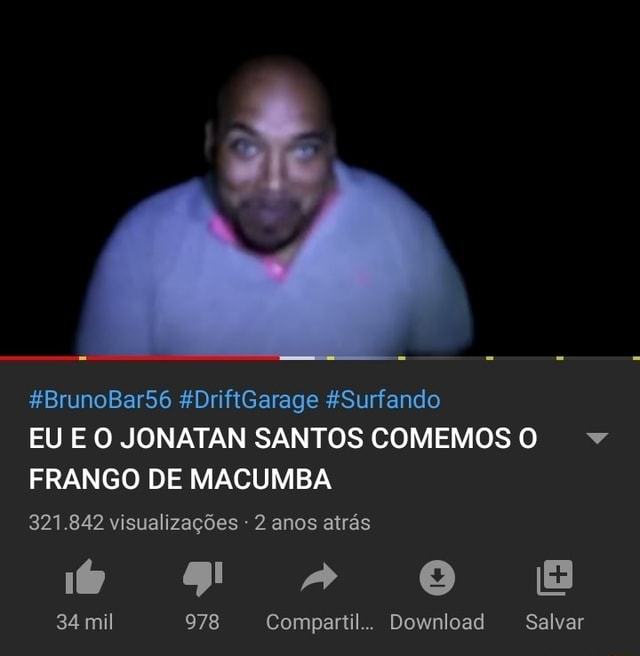 #BrunoBar56 #DriftGarage #Surfando
EU E O JONATAN SANTOS COMEMOS O
FRANGO DE MACUMBA
321.842 visualizações · 2 anos atrás
34 mil 978 Compartil... Download Salvar